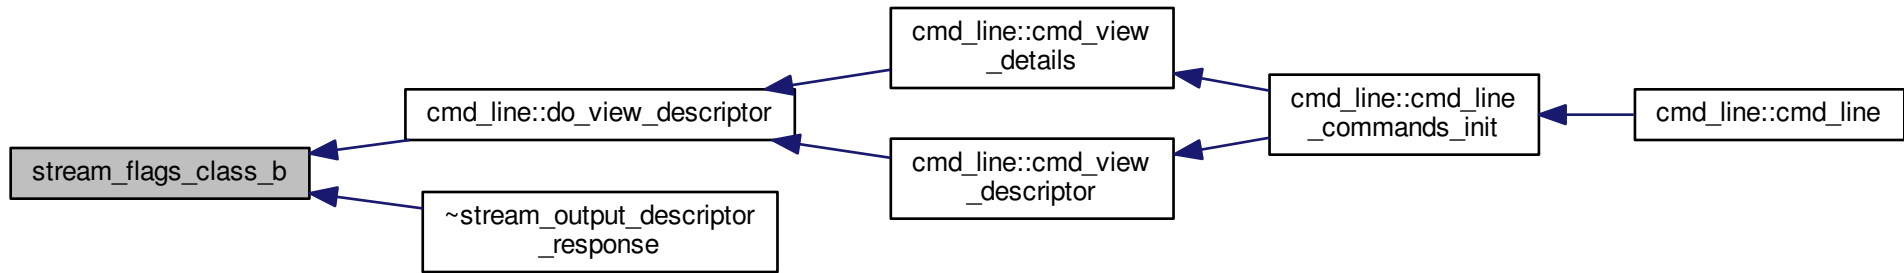 stream_flags_class_b
cmd_line::do_view_descriptor
~stream_output_descriptor
_response
cmd_line::cmd_view
_details
cmd_line::cmd_view
_descriptor
cmd_line::cmd_line
_commands_init
cmd_line::cmd_line